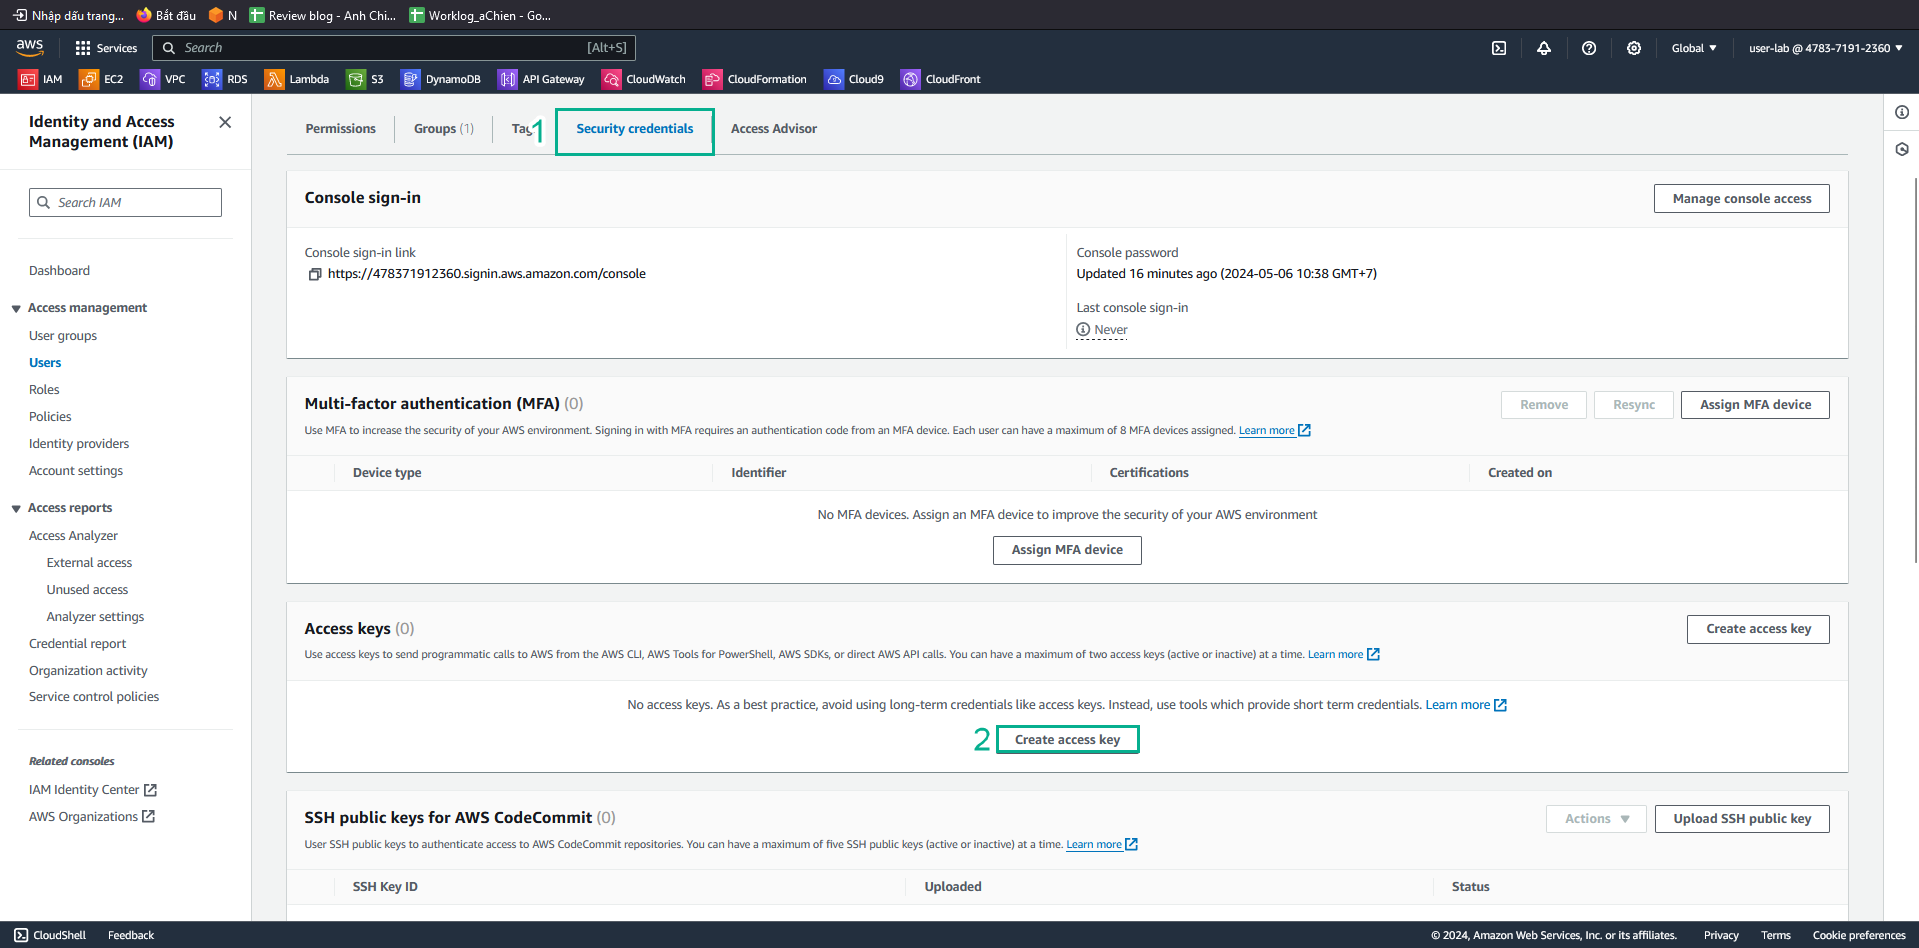 Nhập dấu trang... Bắt đầu N Review blog - Anh Chi... Worklog_aChien - Go...
aws Services Search [Alt+S] Global user-lab @ 4783-7191-2360
IAM EC2 VPC RDS Lambda S3 DynamoDB API Gateway CloudWatch CloudFormation Cloud9 CloudFront
Identity and Access
Management (IAM)
Search IAM
Dashboard
Access management
User groups
Users
Roles
Policies
Identity providers
Account settings
Access reports
Access Analyzer
External access
Unused access
Analyzer settings
Credential report
Organization activity
Service control policies
Related consoles
IAM Identity Center
AWS Organizations
Permissions Groups (1) Tag 1 Security credentials Access Advisor
Console sign-in Manage console access
Console sign-in link
https://478371912360.signin.aws.amazon.com/console
Console password
Updated 16 minutes ago (2024-05-06 10:38 GMT+7)
Last console sign-in
Never
Multi-factor authentication (MFA) (0) Remove Resync Assign MFA device
Use MFA to increase the security of your AWS environment. Signing in with MFA requires an authentication code from an MFA device. Each user can have a maximum of 8 MFA devices assigned. Learn more
Device type Identifier Certifications Created on
No MFA devices. Assign an MFA device to improve the security of your AWS environment
Assign MFA device
Access keys (0) Create access key
Use access keys to send programmatic calls to AWS from the AWS CLI, AWS Tools for PowerShell, AWS SDKs, or direct AWS API calls. You can have a maximum of two access keys (active or inactive) at a time. Learn more
No access keys. As a best practice, avoid using long-term credentials like access keys. Instead, use tools which provide short term credentials. Learn more
2 Create access key
SSH public keys for AWS CodeCommit (0) Actions Upload SSH public key
User SSH public keys to authenticate access to AWS CodeCommit repositories. You can have a maximum of five SSH public keys (active or inactive) at a time. Learn more
SSH Key ID Uploaded Status
CloudShell Feedback © 2024, Amazon Web Services, Inc. or its affiliates. Privacy Terms Cookie preferences